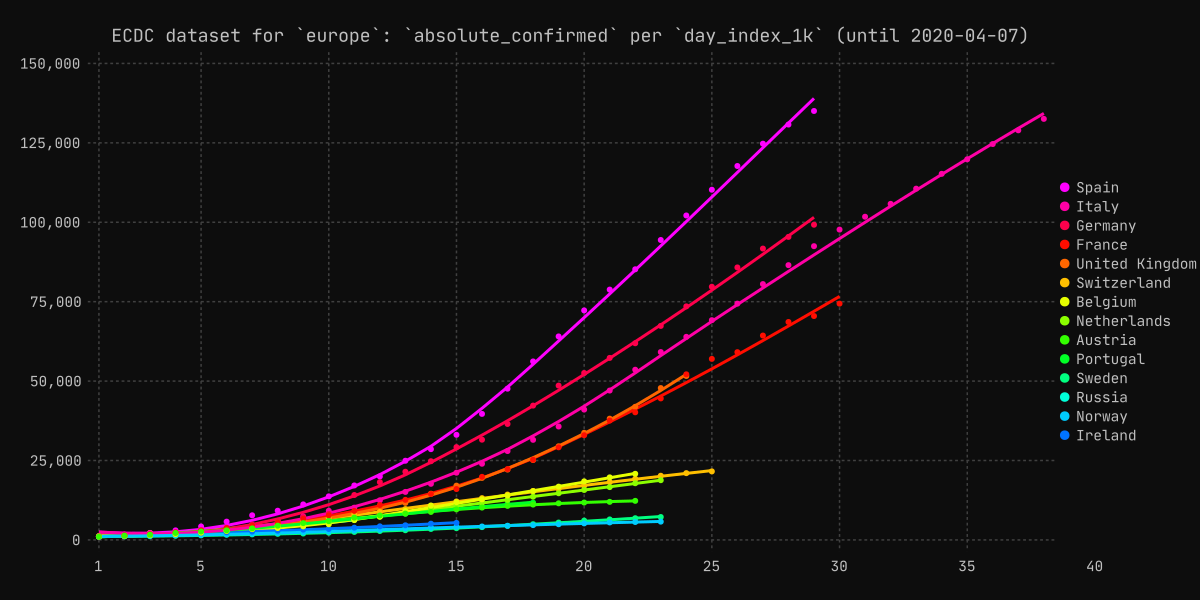 ECDC dataset for `europe`: `absolute_confirmed` per `day_index_1k` (until 2020-04-07)
150,000
125,000
100,000
75,000
50,000
25,000
0
1 5 10 15 20 25 30 35 40
Spain
Italy
Germany
France
United Kingdom
Switzerland
Belgium
Netherlands
Austria
Portugal
Sweden
Russia
Norway
Ireland